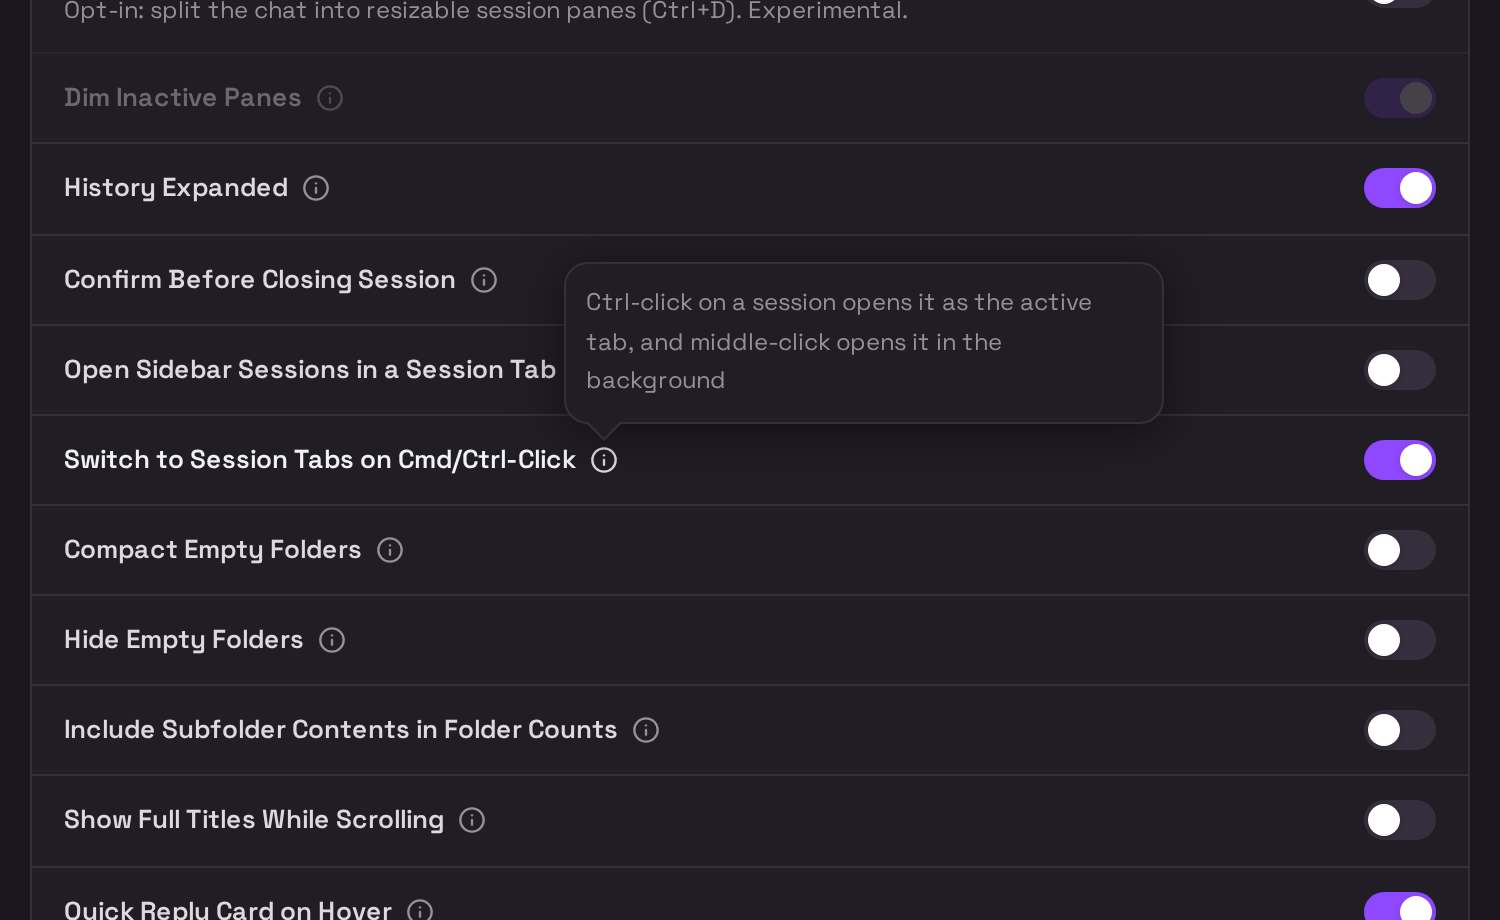 Opt-in: split the chat into resizable session panes (Ctrl+D). Experimental.
Dim Inactive Panes
History Expanded
Confirm Before Closing Session
Ctrl-click on a session opens it as the active
tab, and middle-click opens it in the
background
Open Sidebar Sessions in a Session Tab
Switch to Session Tabs on Cmd/Ctrl-Click
Compact Empty Folders
Hide Empty Folders
Include Subfolder Contents in Folder Counts
Show Full Titles While Scrolling
Quick Reply Card on Hover